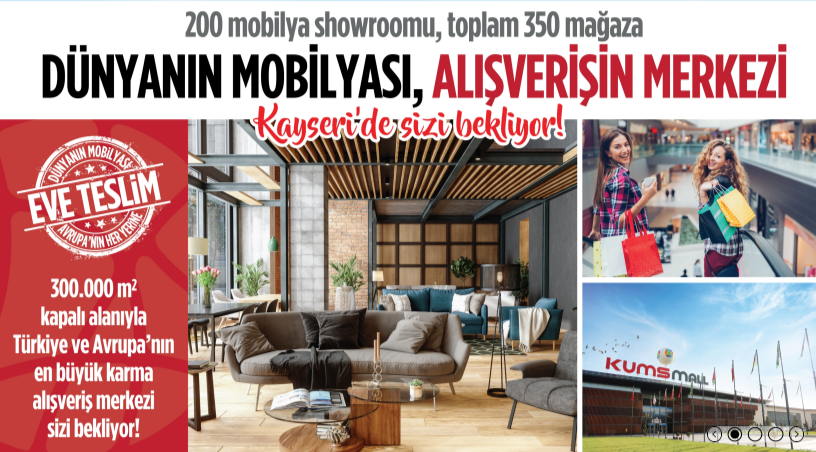 200 mobilya showroomu, toplam 350 mağaza
DÜNYANIN MOBİLYASI, ALIŞVERİŞİN MERKEZİ
Kayseri'de sizi bekliyor!
DÜNYANIN MOBİLYASI
EVE TESLİM
AVRUPA'NIN HER YERİNE
300.000 m²
kapalı alanıyla
Türkiye ve Avrupa'nın
en büyük karma
alışveriş merkezi
sizi bekliyor!
KUMSMALL